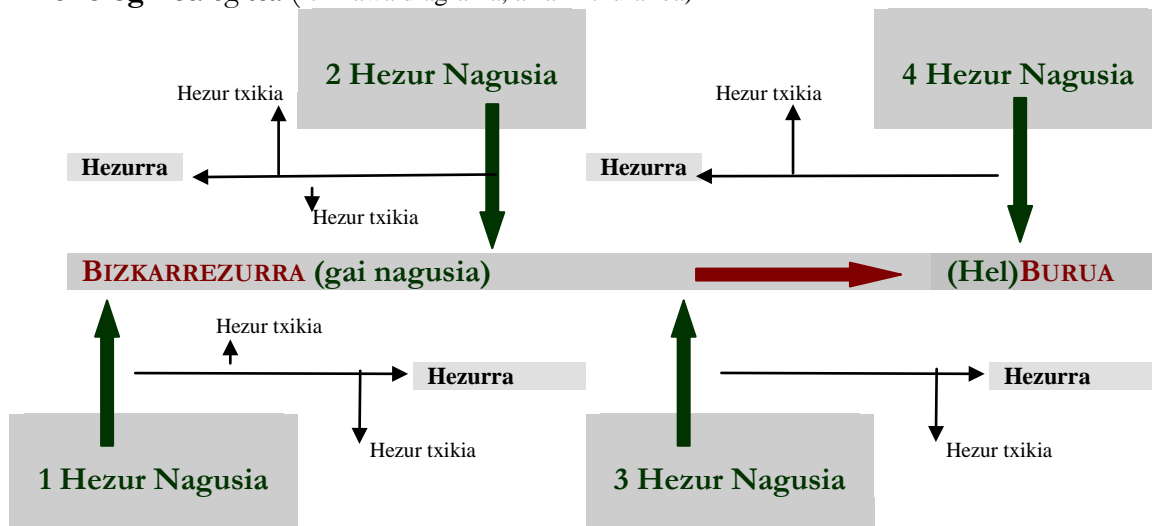 egitea
2 Hezur Nagusia
4 Hezur Nagusia
Hezur txikia
Hezur txikia
Hezurra
Hezurra
Hezur txikia
BIZKARREZURRA (gai nagusia)
(Hel)BURUA
Hezur txikia
Hezurra
Hezurra
Hezur txikia
Hezur txikia
1 Hezur Nagusia
3 Hezur Nagusia